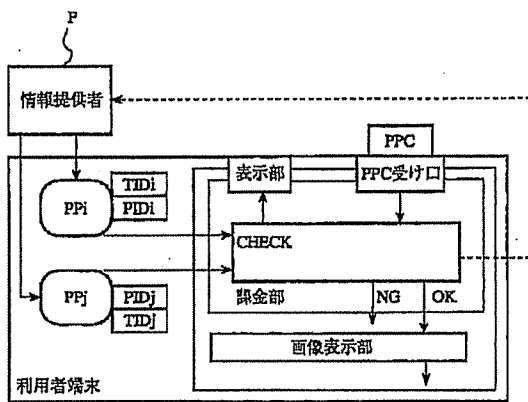 P
情報提供者
PPC
表示部
PPC受け口
TIDi
PPi
PIDi
CHECK
PPj
PIDj
TIDj
課金部
NG
OK
画像表示部
利用者端末